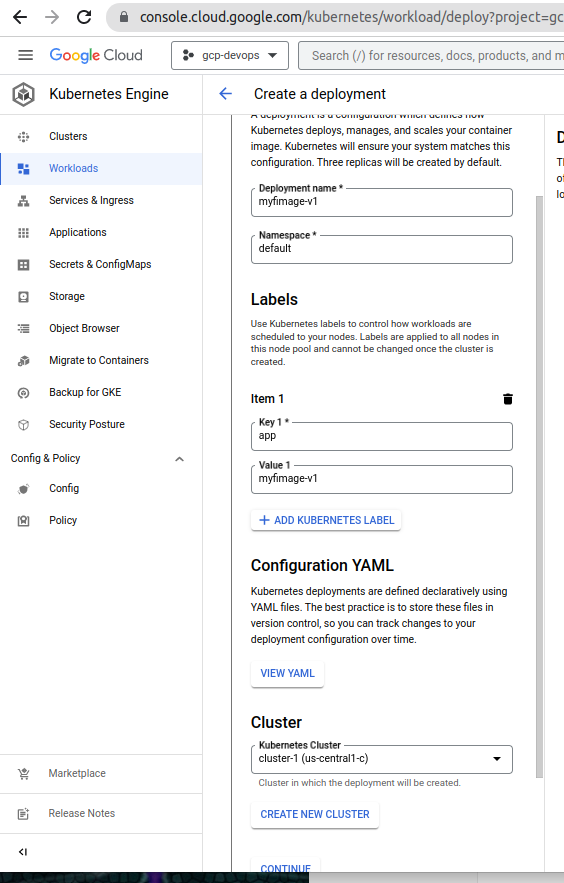 console.cloud.google.com/kubernetes/workload/deploy?project=gc
Google Cloud
gcp-devops
Search (/) for resources, docs, products, and m
Kubernetes Engine
Clusters
Workloads
Services & Ingress
Applications
Secrets & ConfigMaps
Storage
Object Browser
Migrate to Containers
Backup for GKE
Security Posture
Config & Policy
Config
Policy
Marketplace
Release Notes
Create a deployment
A deployment is a configuration which defines how
Kubernetes deploys, manages, and scales your container
image. Kubernetes will ensure your system matches this
configuration. Three replicas will be created by default.
Deployment name *
myfimage-v1
Namespace *
default
Labels
Use Kubernetes labels to control how workloads are
scheduled to your nodes. Labels are applied to all nodes in
this node pool and cannot be changed once the cluster is
created.
Item 1
Key 1 *
app
Value 1
myfimage-v1
ADD KUBERNETES LABEL
Configuration YAML
Kubernetes deployments are defined declaratively using
YAML files. The best practice is to store these files in
version control, so you can track changes to your
deployment configuration over time.
VIEW YAML
Cluster
Kubernetes Cluster
cluster-1 (us-central1-c)
Cluster in which the deployment will be created.
CREATE NEW CLUSTER
CONTINUE